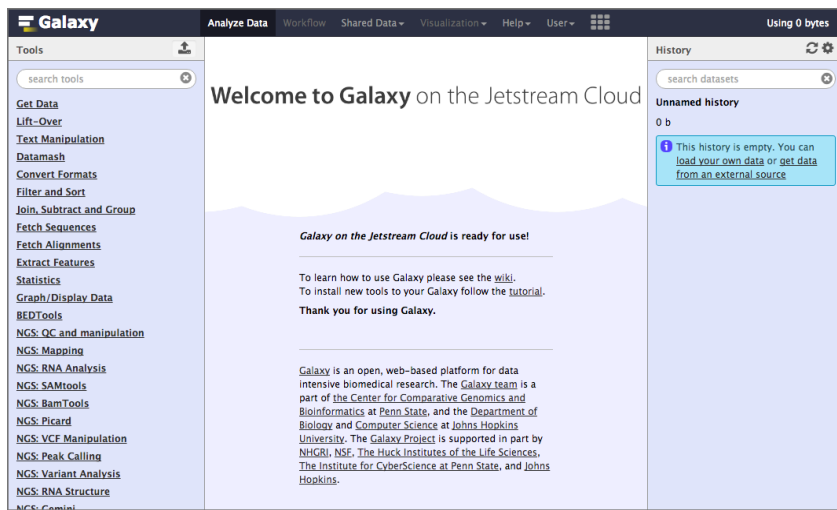 Galaxy
Analyze Data Workflow Shared Data Visualization Help User
Using 0 bytes
Tools
search tools
Get Data
Lift-Over
Text Manipulation
Datamash
Convert Formats
Filter and Sort
Join, Subtract and Group
Fetch Sequences
Fetch Alignments
Extract Features
Statistics
Graph/Display Data
BEDTools
NGS: QC and manipulation
NGS: Mapping
NGS: RNA Analysis
NGS: SAMtools
NGS: BamTools
NGS: Picard
NGS: VCF Manipulation
NGS: Peak Calling
NGS: Variant Analysis
NGS: RNA Structure
NGS: Gemini
Welcome to Galaxy on the Jetstream Cloud
Galaxy on the Jetstream Cloud is ready for use!
To learn how to use Galaxy please see the wiki.
To install new tools to your Galaxy follow the tutorial.
Thank you for using Galaxy.
Galaxy is an open, web-based platform for data
intensive biomedical research. The Galaxy team is a
part of the Center for Comparative Genomics and
Bioinformatics at Penn State, and the Department of
Biology and Computer Science at Johns Hopkins
University. The Galaxy Project is supported in part by
NHGRI, NSF, The Huck Institutes of the Life Sciences,
The Institute for CyberScience at Penn State, and Johns
Hopkins.
History
search datasets
Unnamed history
0 b
This history is empty. You can
load your own data or get data
from an external source